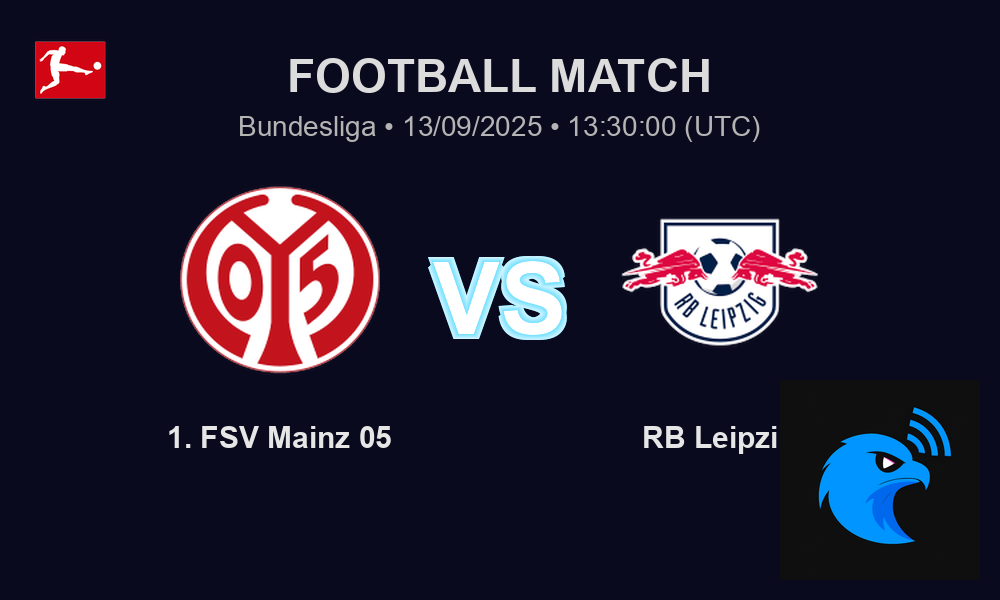 FOOTBALL MATCH
Bundesliga • 13/09/2025 • 13:30:00 (UTC)
05
VS
RB LEIPZIG
1. FSV Mainz 05
RB Leipzi